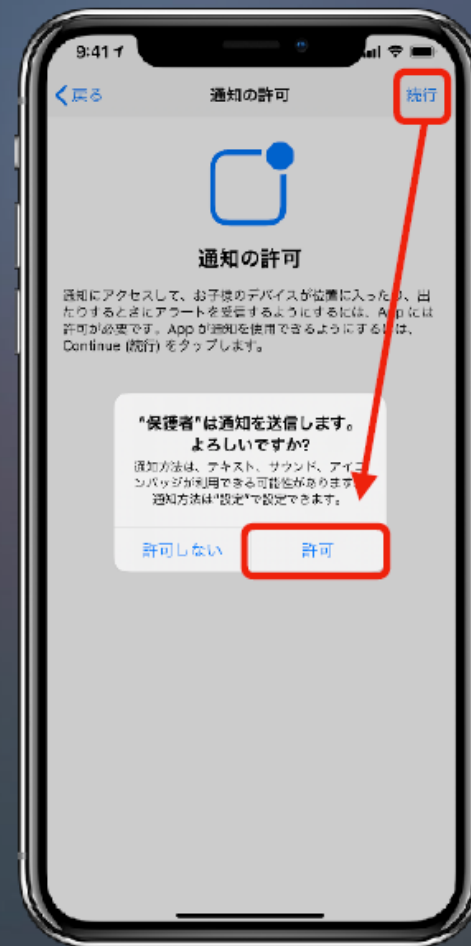 9:41
戻る 通知の許可 続行
通知の許可
通知にアクセスして、お子様のデバイスが位置に入ったり、出
たりするときにアラートを受信するようにするには、App には
許可が必要です。App が通知を使用できるようにするには、
Continue (続行) をタップします。
"保護者"は通知を送信します。
よろしいですか?
通知方法は、テキスト、サウンド、アイコ
ンバッジが利用できる可能性があります。
通知方法は"設定"で設定できます。
許可しない 許可